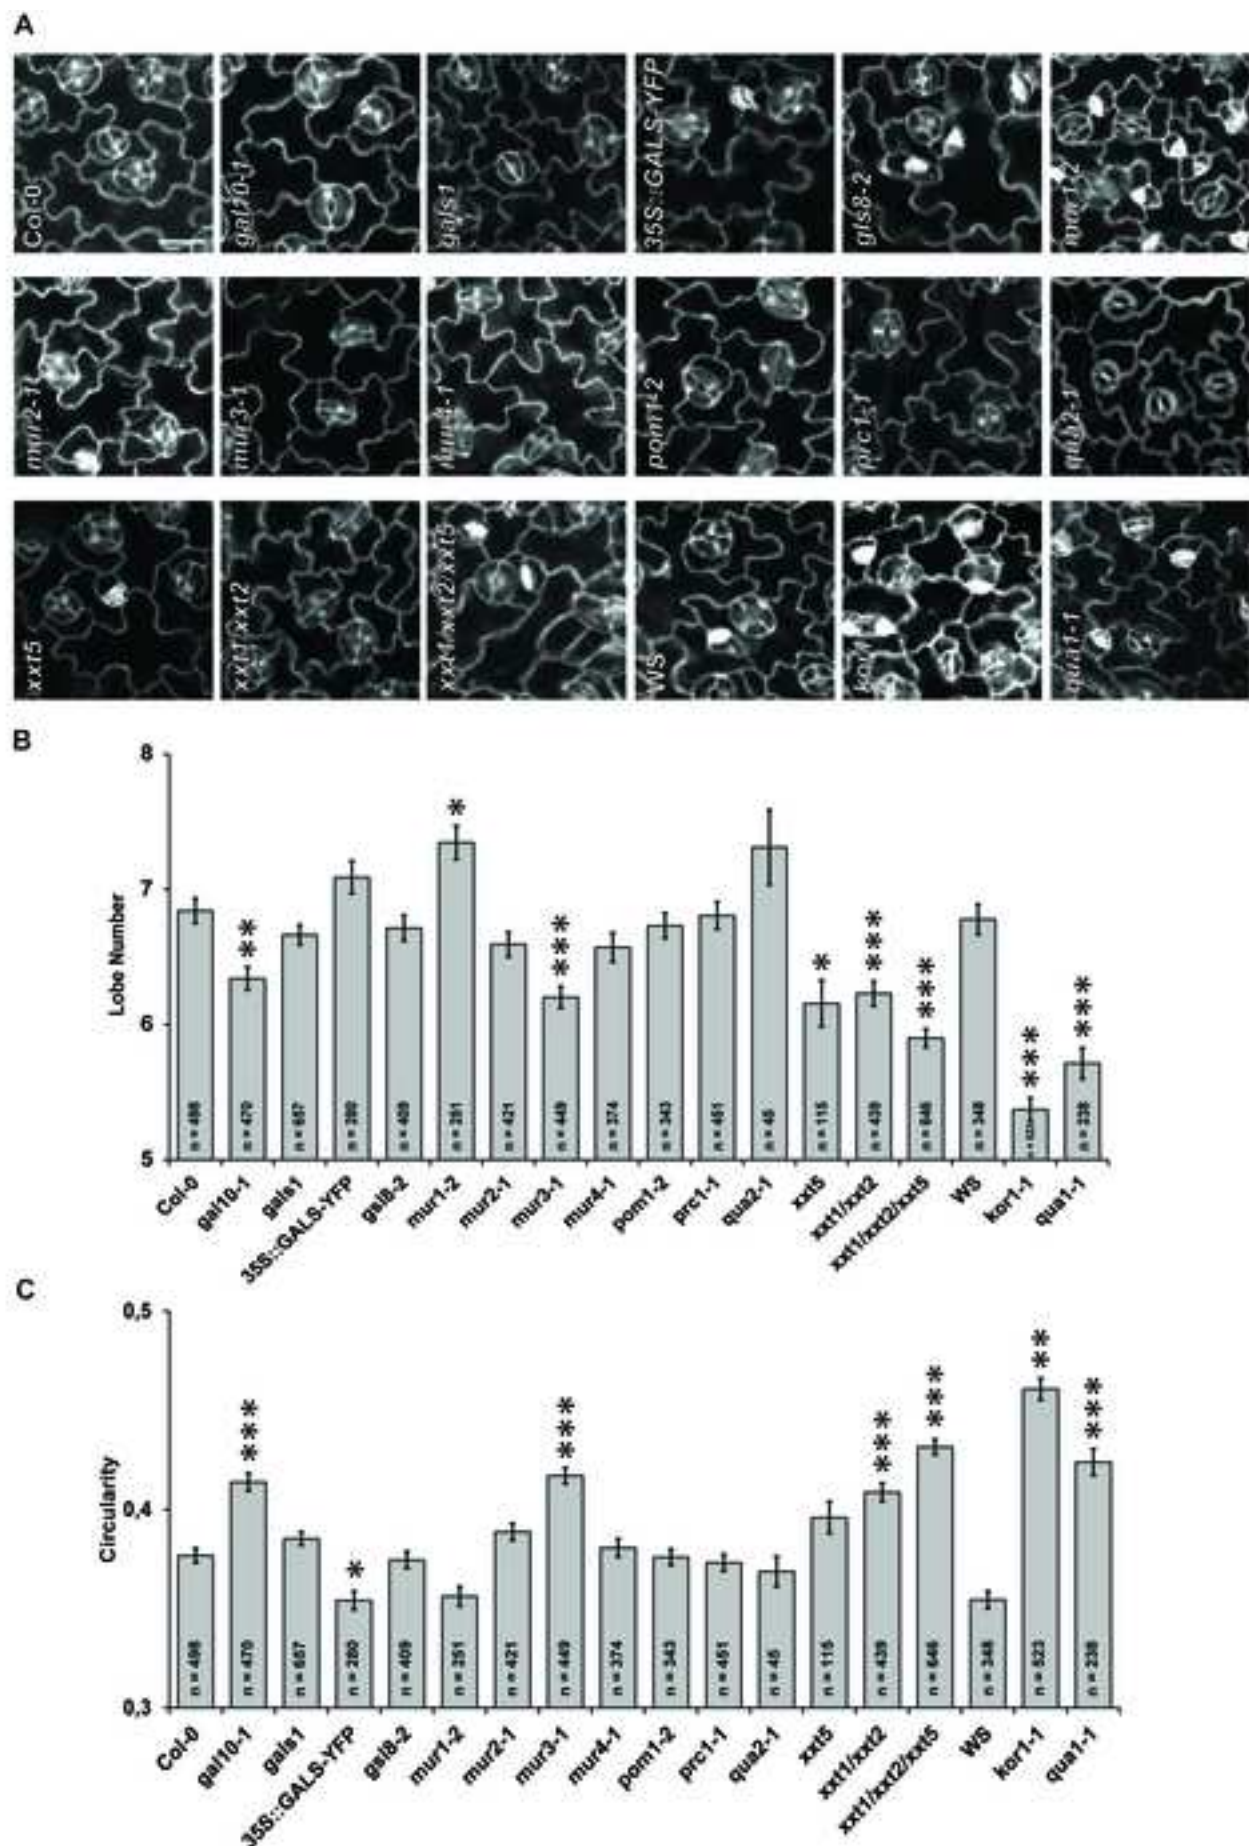 A
Col-0
gal10-1
gals1
35S::GALS-YFP
gls8-2
mur1-2
mur2-1
mur3-1
mur4-1
pom1-2
prc1-1
qua2-1
xxt5
xxt1/xxt2
xxt1/xxt2/xxt5
WS
kor1
qua1-1
B
8
7
6
5
Lobe Number
*
**
***
*
***
***
***
***
n = 498
n = 470
n = 657
n = 280
n = 409
n = 251
n = 421
n = 449
n = 374
n = 343
n = 451
n = 45
n = 115
n = 439
n = 646
n = 348
n = 238
Col-0
gal10-1
gals1
35S::GALS-YFP
gal8-2
mur1-2
mur2-1
mur3-1
mur4-1
pom1-2
prc1-1
qua2-1
xxt5
xxt1/xxt2
xxt1/xxt2/xxt5
WS
kor1-1
qua1-1
C
0,5
0,4
0,3
Circularity
***
*
***
***
***
**
***
n = 498
n = 470
n = 657
n = 280
n = 409
n = 251
n = 421
n = 449
n = 374
n = 343
n = 451
n = 45
n = 115
n = 439
n = 646
n = 348
n = 523
n = 238
Col-0
gal10-1
gals1
35S::GALS-YFP
gal8-2
mur1-2
mur2-1
mur3-1
mur4-1
pom1-2
prc1-1
qua2-1
xxt5
xxt1/xxt2
xxt1/xxt2/xxt5
WS
kor1-1
qua1-1